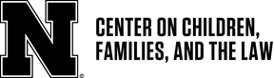 N®
CENTER ON CHILDREN,
FAMILIES, AND THE LAW